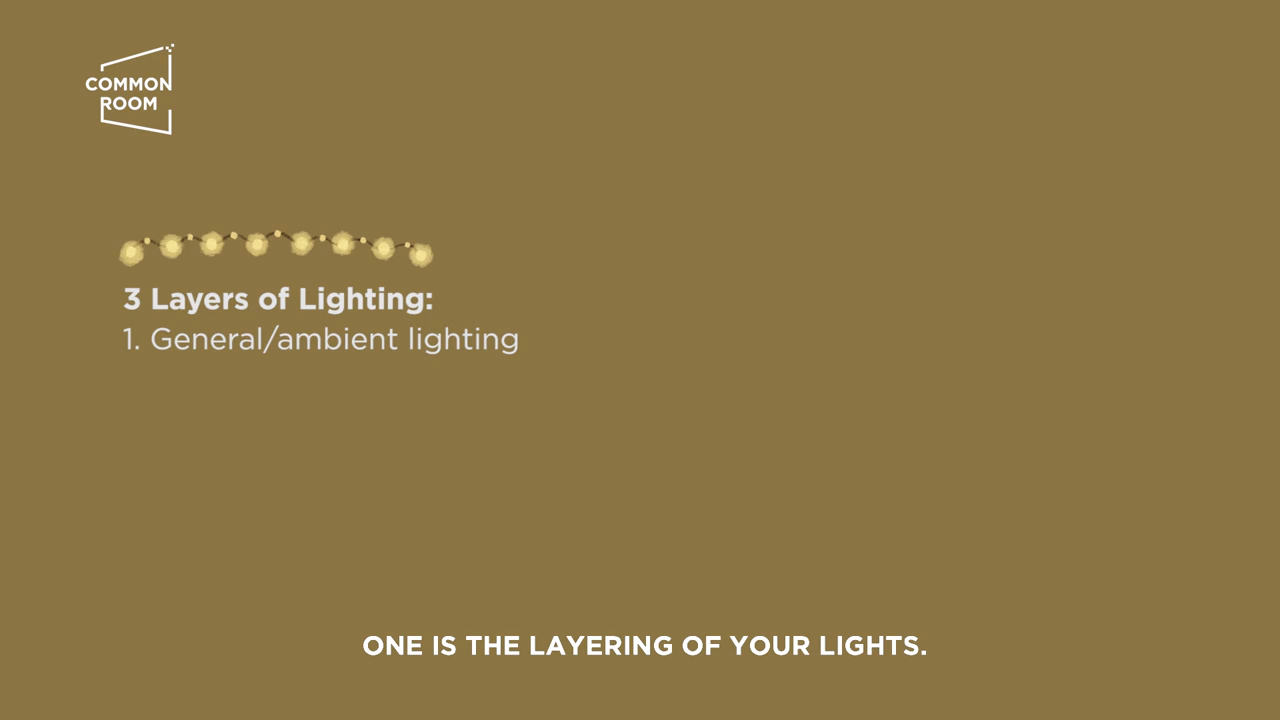 COMMON
ROOM
3 Layers of Lighting:
1. General/ambient lighting
ONE IS THE LAYERING OF YOUR LIGHTS.